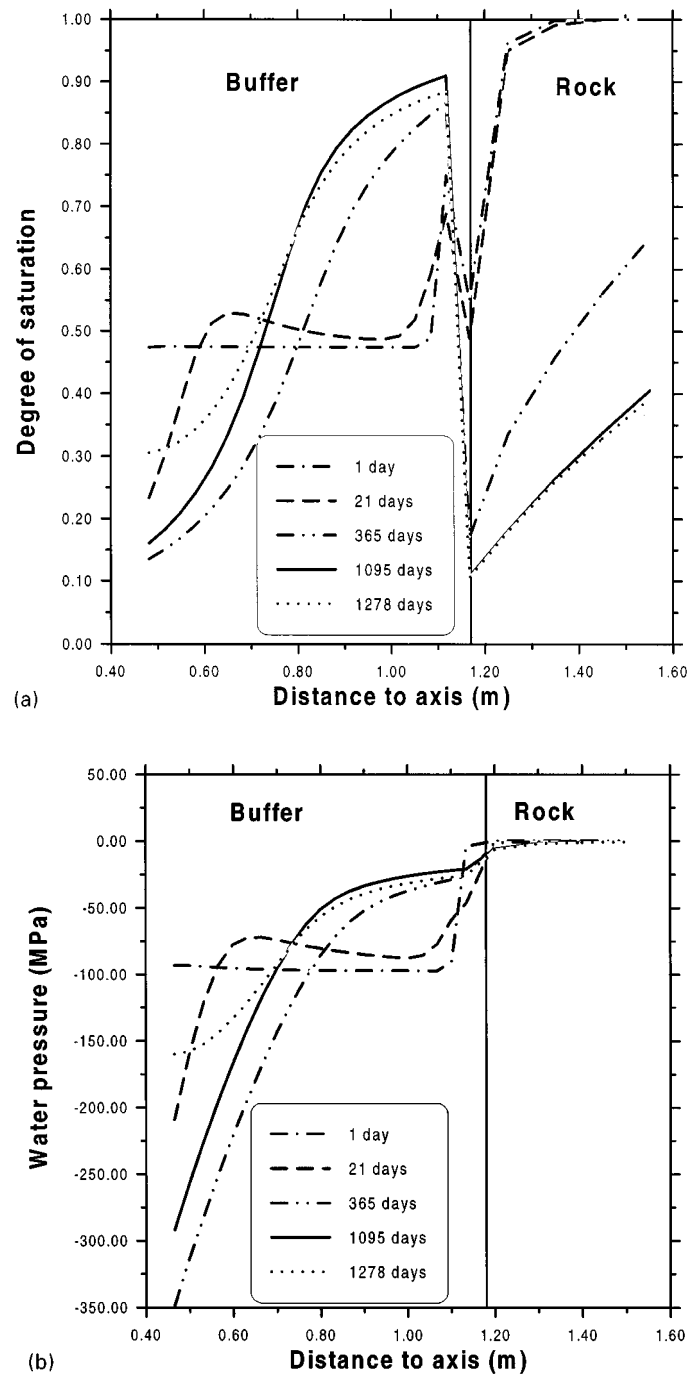 1.00
0.90
0.80
0.70
0.60
0.50
0.40
0.30
0.20
0.10
0.00
Degree of saturation
Buffer
Rock
1 day
21 days
365 days
1095 days
1278 days
0.40 0.60 0.80 1.00 1.20 1.40 1.60
Distance to axis (m)
(a)
50.00
0.00
-50.00
-100.00
-150.00
-200.00
-250.00
-300.00
-350.00
Water pressure (MPa)
Buffer
Rock
1 day
21 days
365 days
1095 days
1278 days
0.40 0.60 0.80 1.00 1.20 1.40 1.60
Distance to axis (m)
(b)